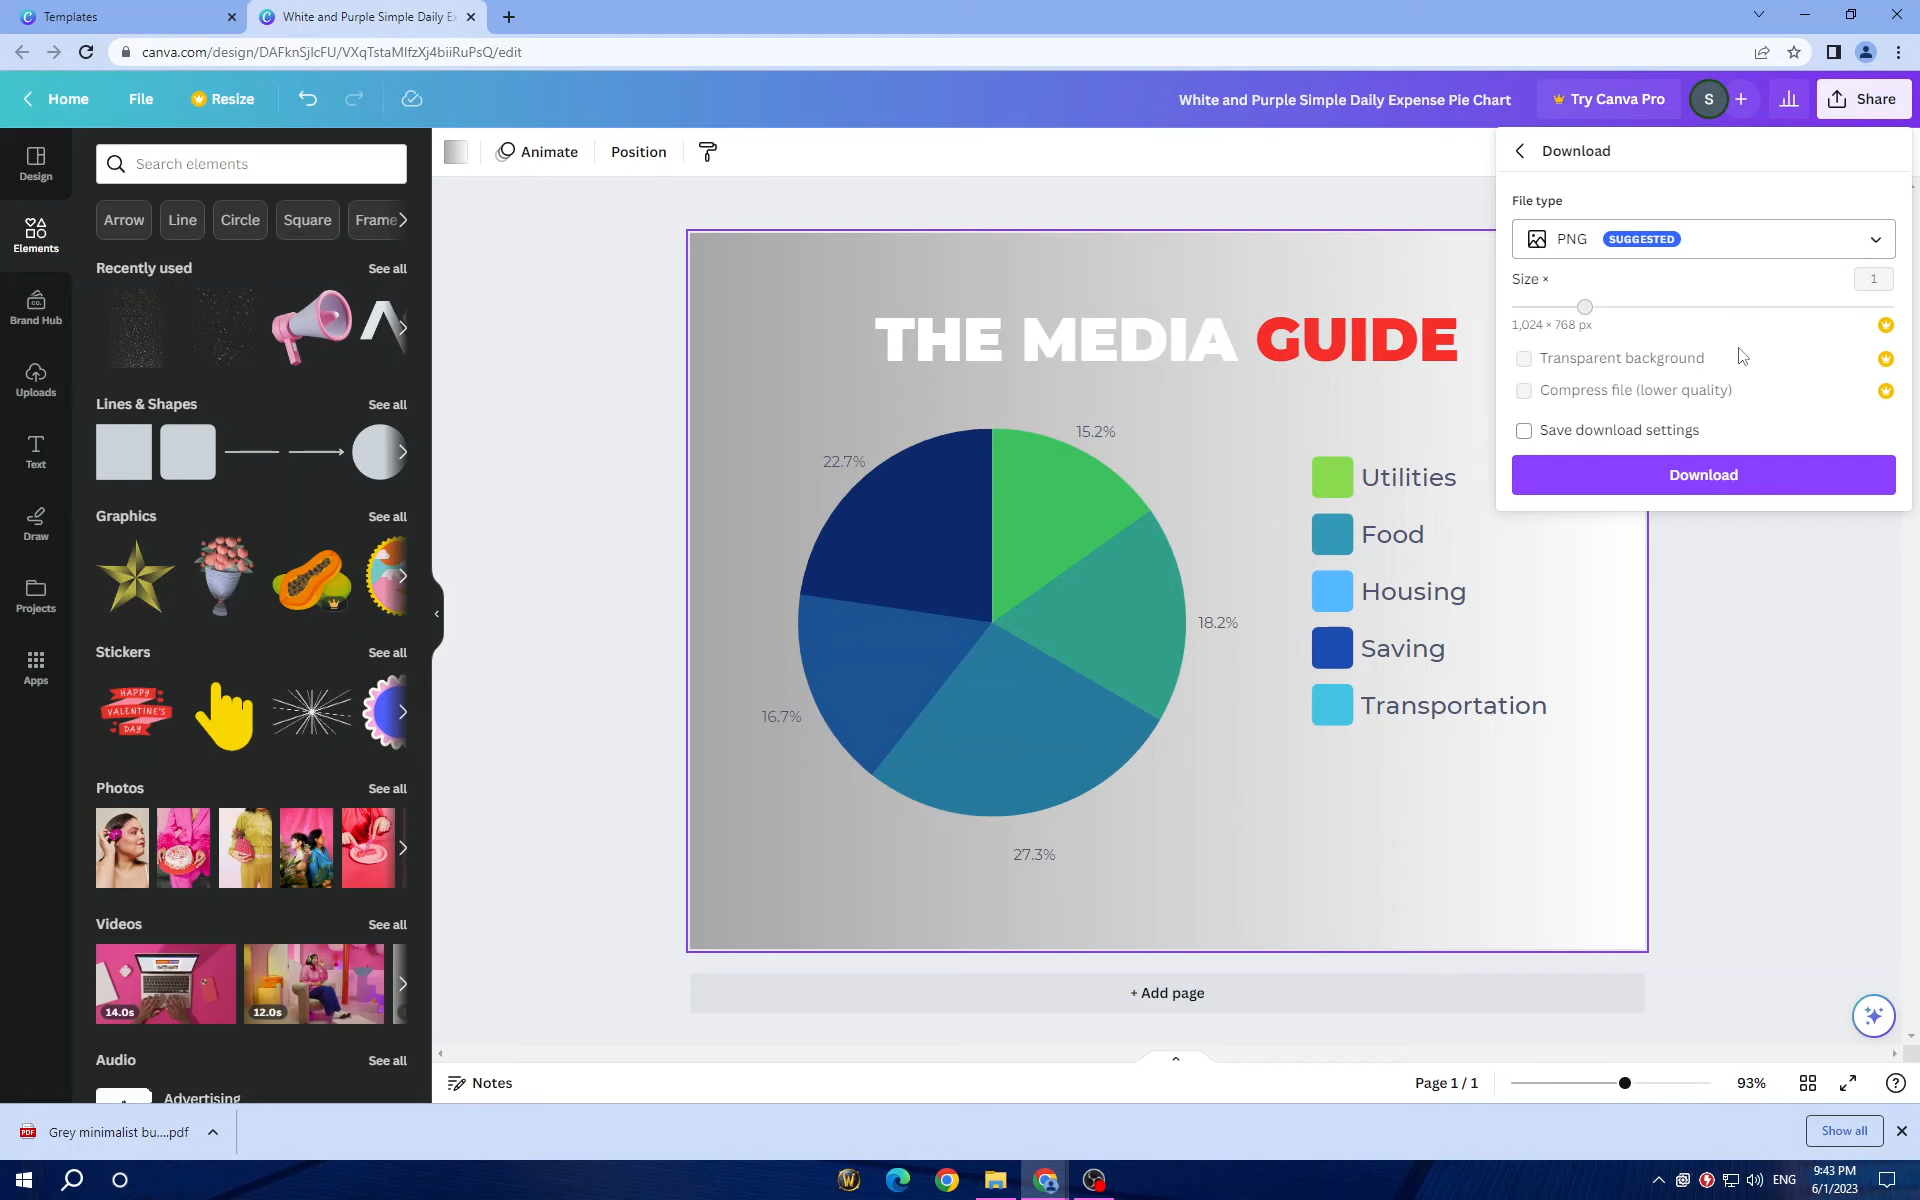 Templates
White and Purple Simple Daily Ex
canva.com/design/DAFknSjlcFU/VXqTstaMlfzXj4biiRuPsQ/edit
Home
File
Resize
White and Purple Simple Daily Expense Pie Chart
Try Canva Pro
S
Share
Design
Elements
Brand Hub
Uploads
Text
Draw
Projects
Apps
Search elements
Arrow
Line
Circle
Square
Frame
Recently used
See all
Lines & Shapes
See all
Graphics
See all
Stickers
See all
HAPPY
VALENTINE'S
DAY
Photos
See all
Videos
See all
14.0s
12.0s
Audio
See all
Advertising
Animate
Position
THE MEDIA GUIDE
15.2%
22.7%
18.2%
16.7%
27.3%
Utilities
Food
Housing
Saving
Transportation
+ Add page
Download
File type
PNG
SUGGESTED
Size ×
1
1,024 × 768 px
Transparent background
Compress file (lower quality)
Save download settings
Download
Notes
Page 1 / 1
93%
PDF
Grey minimalist bu....pdf
Show all
ENG
9:43 PM
6/1/2023